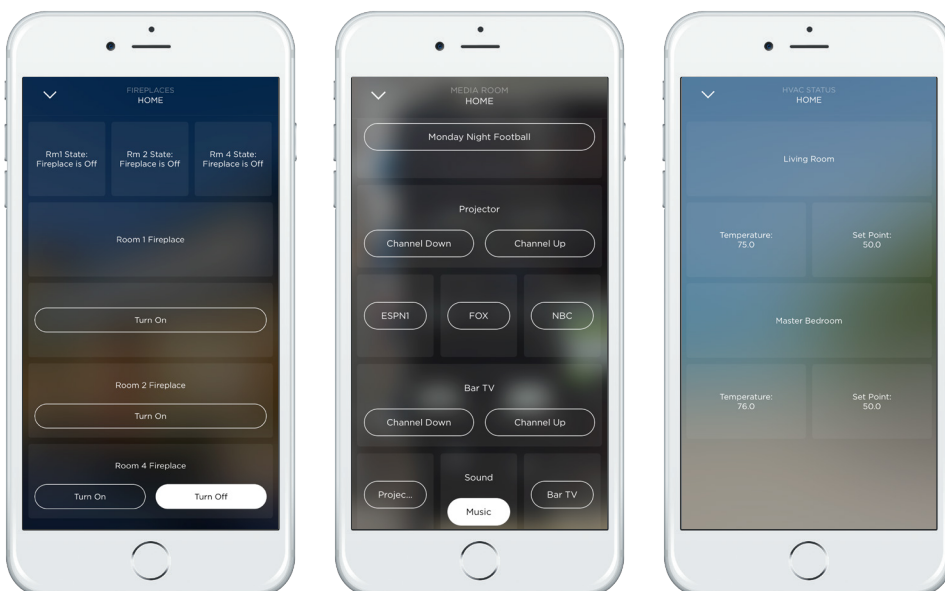 FIREPLACES
HOME
Rm1 State:
Fireplace is Off
Rm 2 State:
Fireplace is Off
Rm 4 State:
Fireplace is Off
Room 1 Fireplace
Turn On
Room 2 Fireplace
Turn On
Room 4 Fireplace
Turn On
Turn Off
MEDIA ROOM
HOME
Monday Night Football
Projector
Channel Down
Channel Up
ESPN1
FOX
NBC
Bar TV
Channel Down
Channel Up
Sound
Projec...
Music
Bar TV
HVAC STATUS
HOME
Living Room
Temperature:
75.0
Set Point:
50.0
Master Bedroom
Temperature:
76.0
Set Point:
50.0